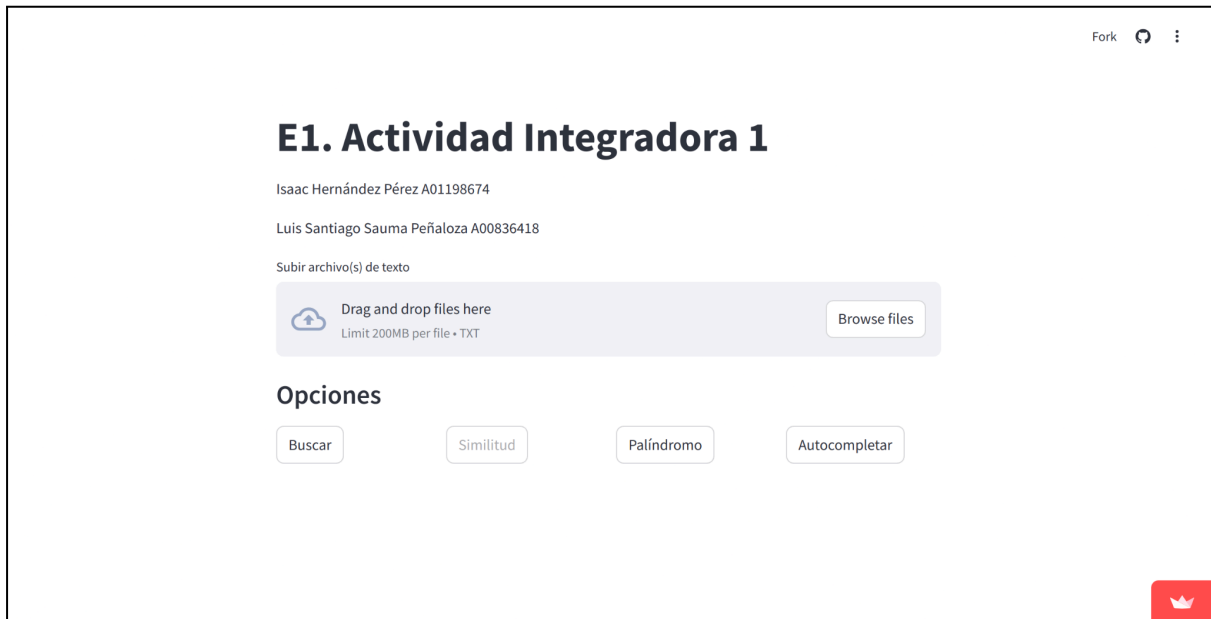 Fork
E1. Actividad Integradora 1
Isaac Hernández Pérez A01198674
Luis Santiago Sauma Peñaloza A00836418
Subir archivo(s) de texto
Drag and drop files here
Limit 200MB per file • TXT
Browse files
Opciones
Buscar Similitud Palíndromo Autocompletar